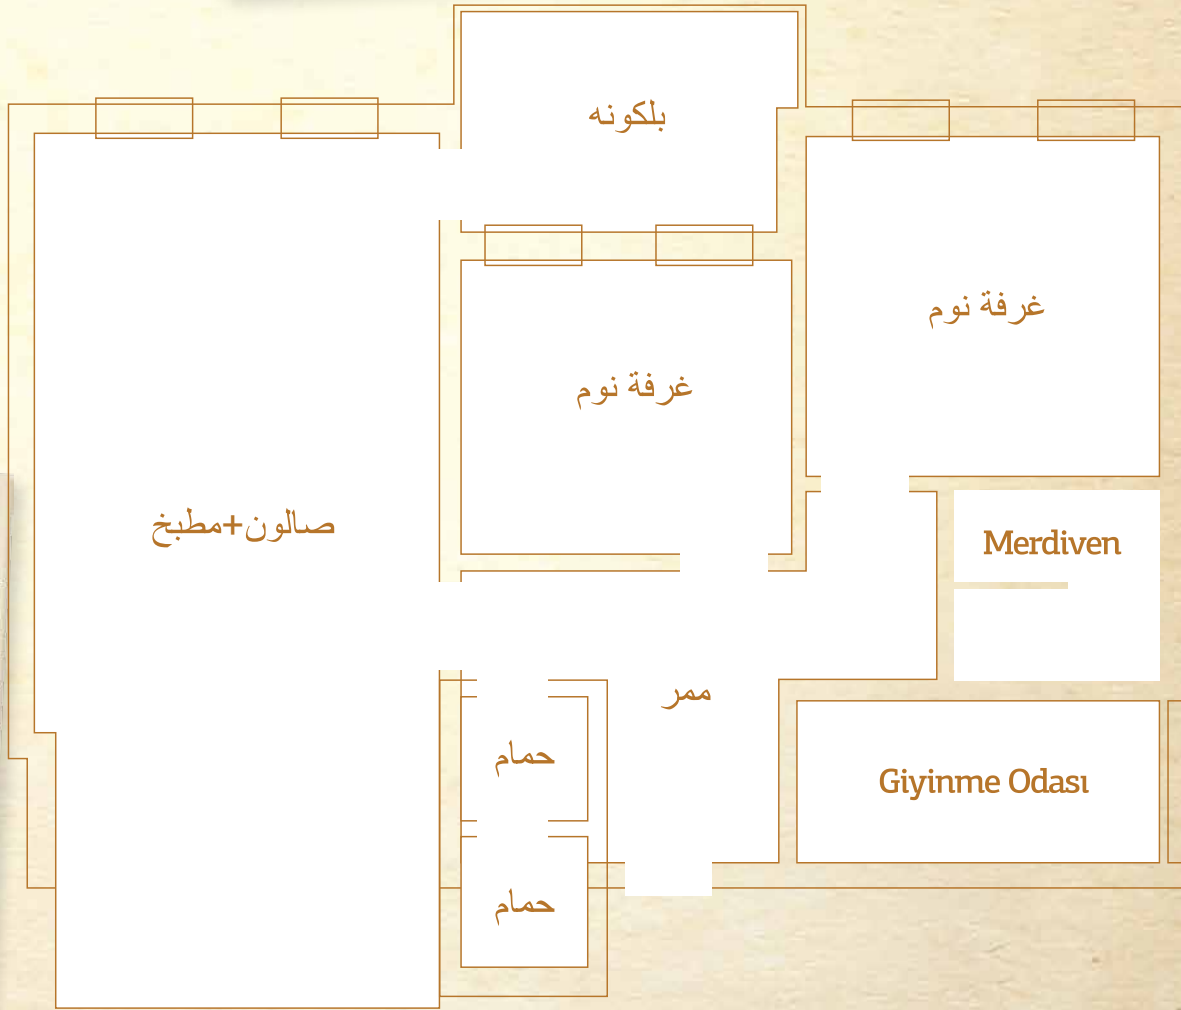 بلكونه
غرفة نوم
غرفة نوم
صالون+مطبخ
Merdiven
ممر
حمام
Giyinme Odası
حمام